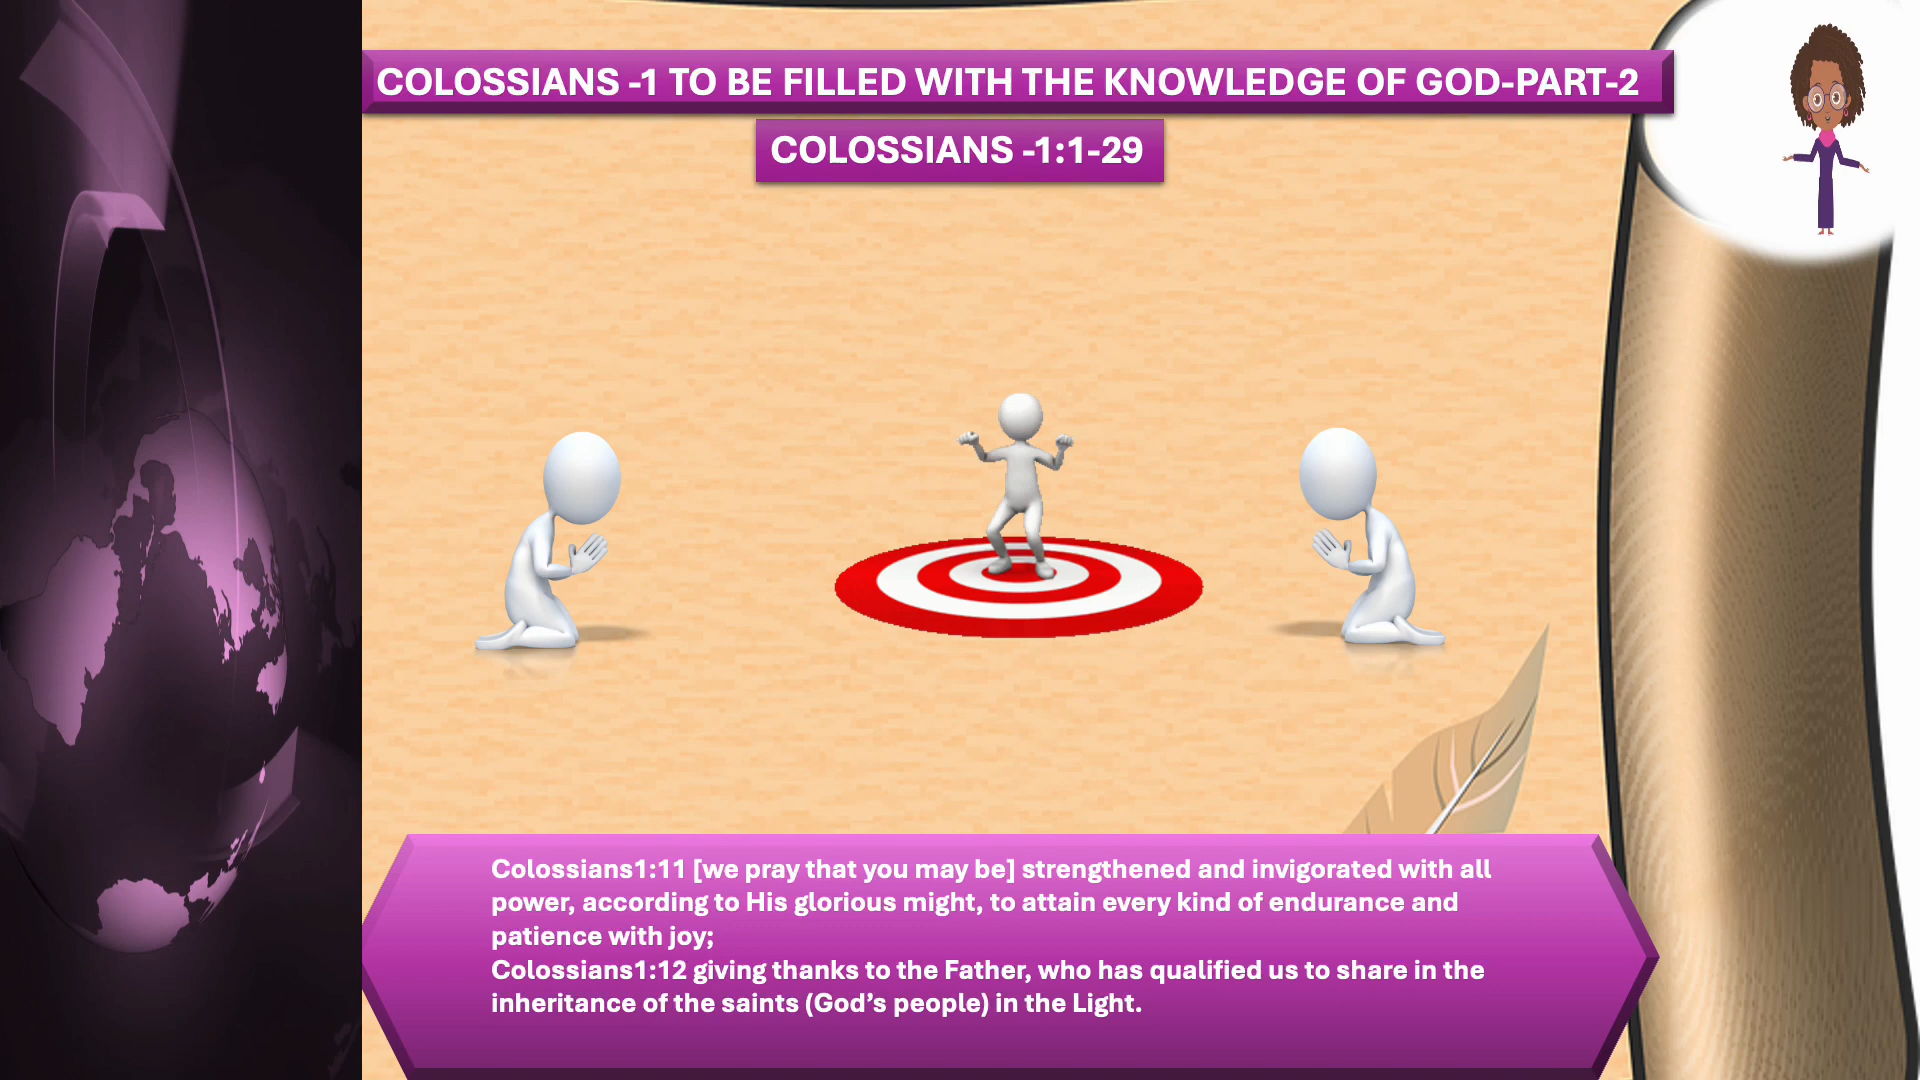 COLOSSIANS -1 TO BE FILLED WITH THE KNOWLEDGE OF GOD-PART-2
COLOSSIANS -1:1-29
Colossians1:11 [we pray that you may be] strengthened and invigorated with all
power, according to His glorious might, to attain every kind of endurance and
patience with joy;
Colossians1:12 giving thanks to the Father, who has qualified us to share in the
inheritance of the saints (God’s people) in the Light.